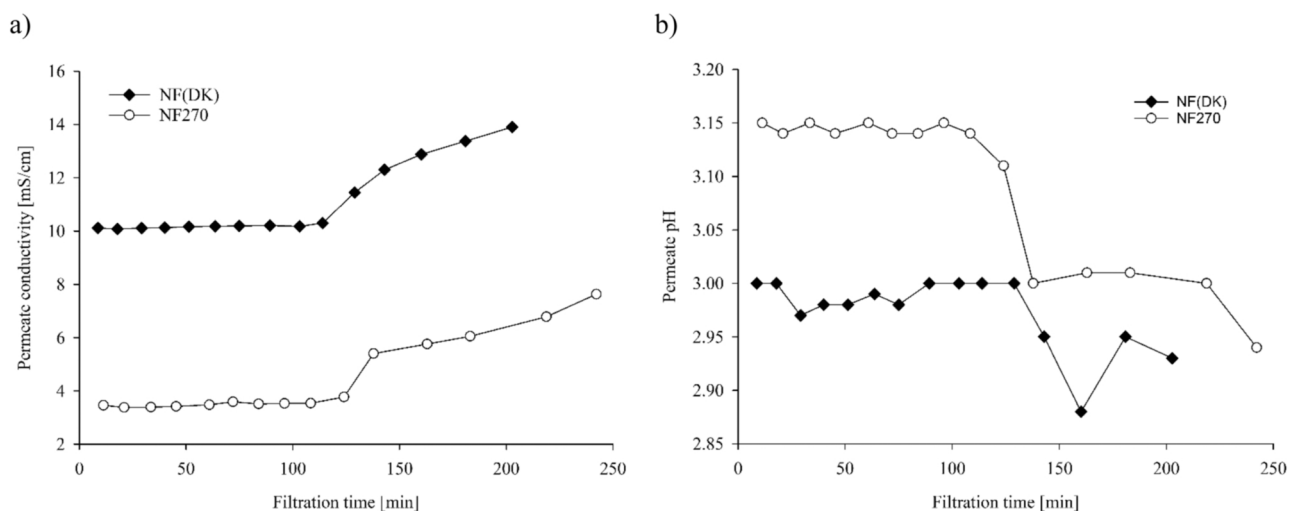 a)
16
14
12
10
8
6
4
2
Permeate conductivity [mS/cm]
NF(DK)
NF270
0
50
100
150
200
250
Filtration time [min]
b)
3.20
3.15
3.10
3.05
3.00
2.95
2.90
2.85
Permeate pH
NF(DK)
NF270
0
50
100
150
200
250
Filtration time [min]